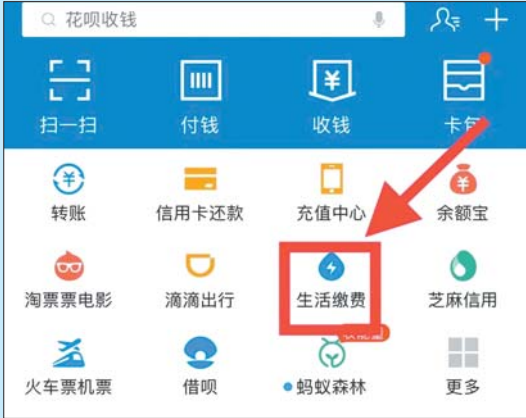 花呗收钱
扫一扫 付钱 收钱 卡包
转账 信用卡还款 充值中心 余额宝
淘票票电影 滴滴出行 生活缴费 芝麻信用
火车票机票 借呗 蚂蚁森林 更多